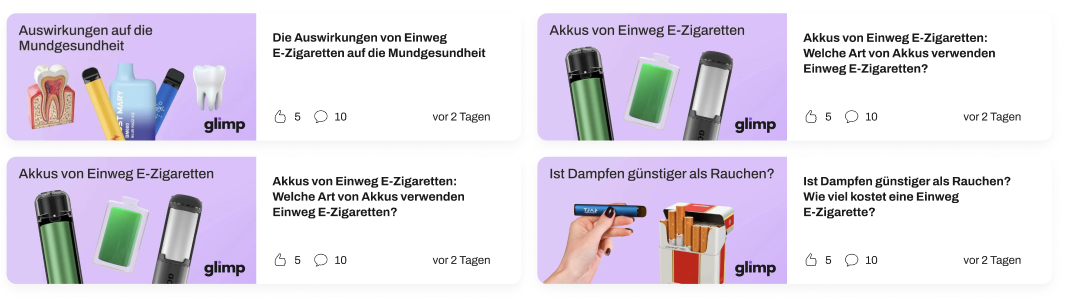 Auswirkungen auf die
Mundgesundheit
ST MARY
glimp
Die Auswirkungen von Einweg
E-Zigaretten auf die Mundgesundheit
5 10 vor 2 Tagen
Akkus von Einweg E-Zigaretten
glimp
Akkus von Einweg E-Zigaretten:
Welche Art von Akkus verwenden
Einweg E-Zigaretten?
5 10 vor 2 Tagen
Akkus von Einweg E-Zigaretten
glimp
Akkus von Einweg E-Zigaretten:
Welche Art von Akkus verwenden
Einweg E-Zigaretten?
5 10 vor 2 Tagen
Ist Dampfen günstiger als Rauchen?
glimp
Ist Dampfen günstiger als Rauchen?
Wie viel kostet eine Einweg
E-Zigarette?
5 10 vor 2 Tagen